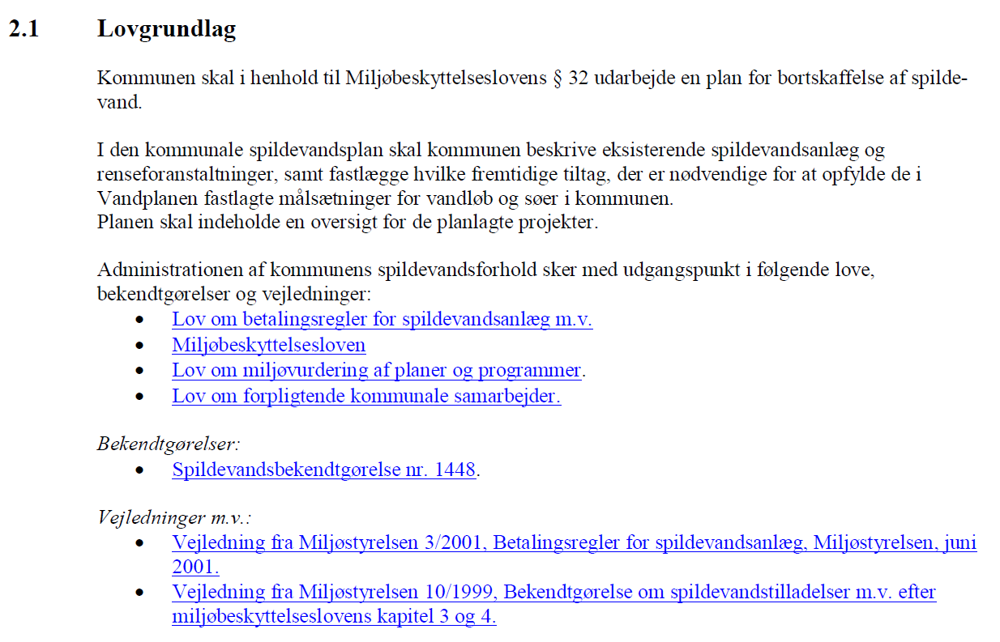 2.1 Lovgrundlag
Kommunen skal i henhold til Miljøbeskyttelseslovens § 32 udarbejde en plan for bortskaffelse af spilde-
vand.
I den kommunale spildevandsplan skal kommunen beskrive eksisterende spildevandsanlæg og
renseforanstaltninger, samt fastlægge hvilke fremtidige tiltag, der er nødvendige for at opfylde de i
Vandplanen fastlagte målsætninger for vandløb og søer i kommunen.
Planen skal indeholde en oversigt for de planlagte projekter.
Administrationen af kommunens spildevandsforhold sker med udgangspunkt i følgende love,
bekendtgørelser og vejledninger:
• Lov om betalingsregler for spildevandsanlæg m.v.
• Miljøbeskyttelsesloven
• Lov om miljøvurdering af planer og programmer.
• Lov om forpligtende kommunale samarbejder.
Bekendtgørelser:
• Spildevandsbekendtgørelse nr. 1448.
Vejledninger m.v.:
• Vejledning fra Miljøstyrelsen 3/2001, Betalingsregler for spildevandsanlæg, Miljøstyrelsen, juni
2001.
• Vejledning fra Miljøstyrelsen 10/1999, Bekendtgørelse om spildevandstilladelser m.v. efter
miljøbeskyttelseslovens kapitel 3 og 4.